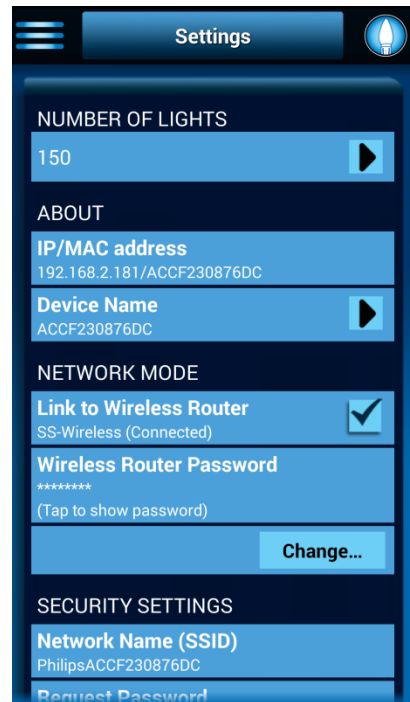 Settings
NUMBER OF LIGHTS
150
ABOUT
IP/MAC address
192.168.2.181/ACCF230876DC
Device Name
ACCF230876DC
NETWORK MODE
Link to Wireless Router
SS-Wireless (Connected)
Wireless Router Password
********
(Tap to show password)
Change...
SECURITY SETTINGS
Network Name (SSID)
PhilipsACCF230876DC
Request Password